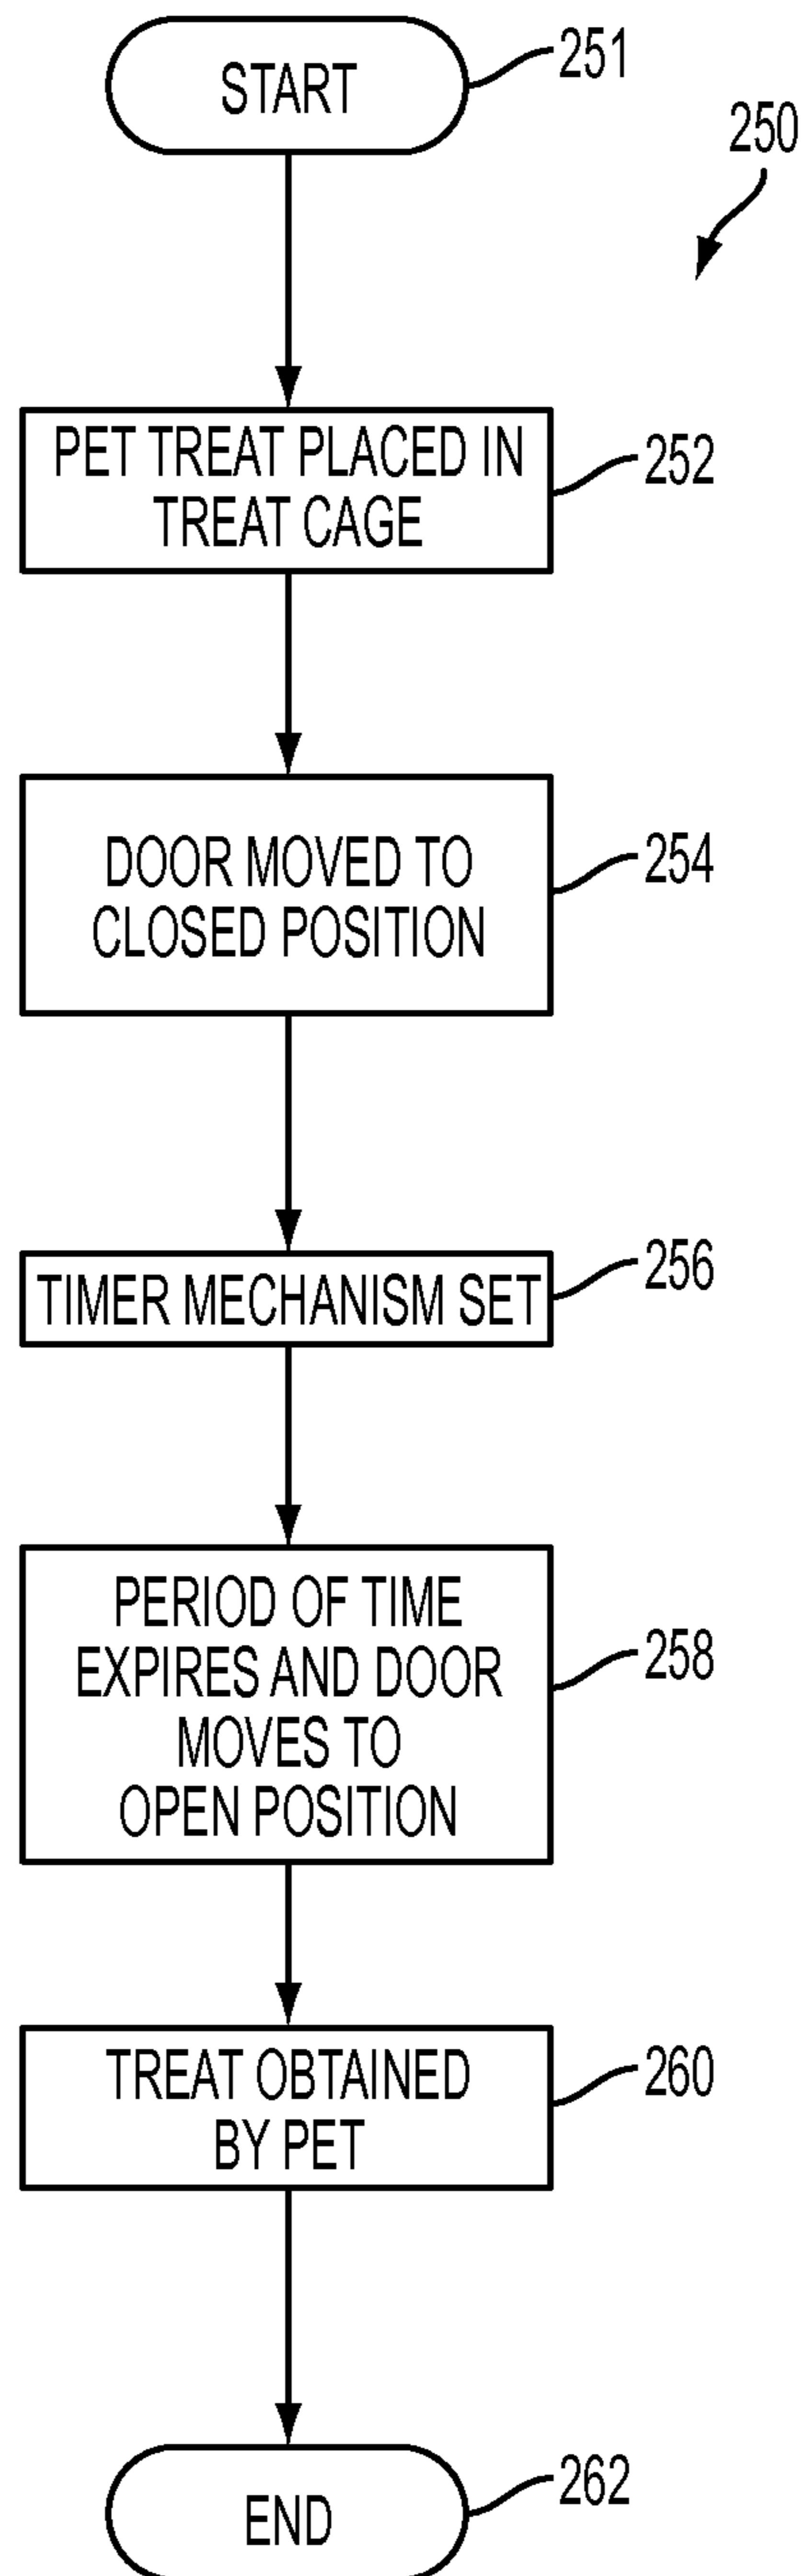 START
251
250
PET TREAT PLACED IN
TREAT CAGE
252
DOOR MOVED TO
CLOSED POSITION
254
TIMER MECHANISM SET
256
PERIOD OF TIME
EXPIRES AND DOOR
MOVES TO
OPEN POSITION
258
TREAT OBTAINED
BY PET
260
END
262